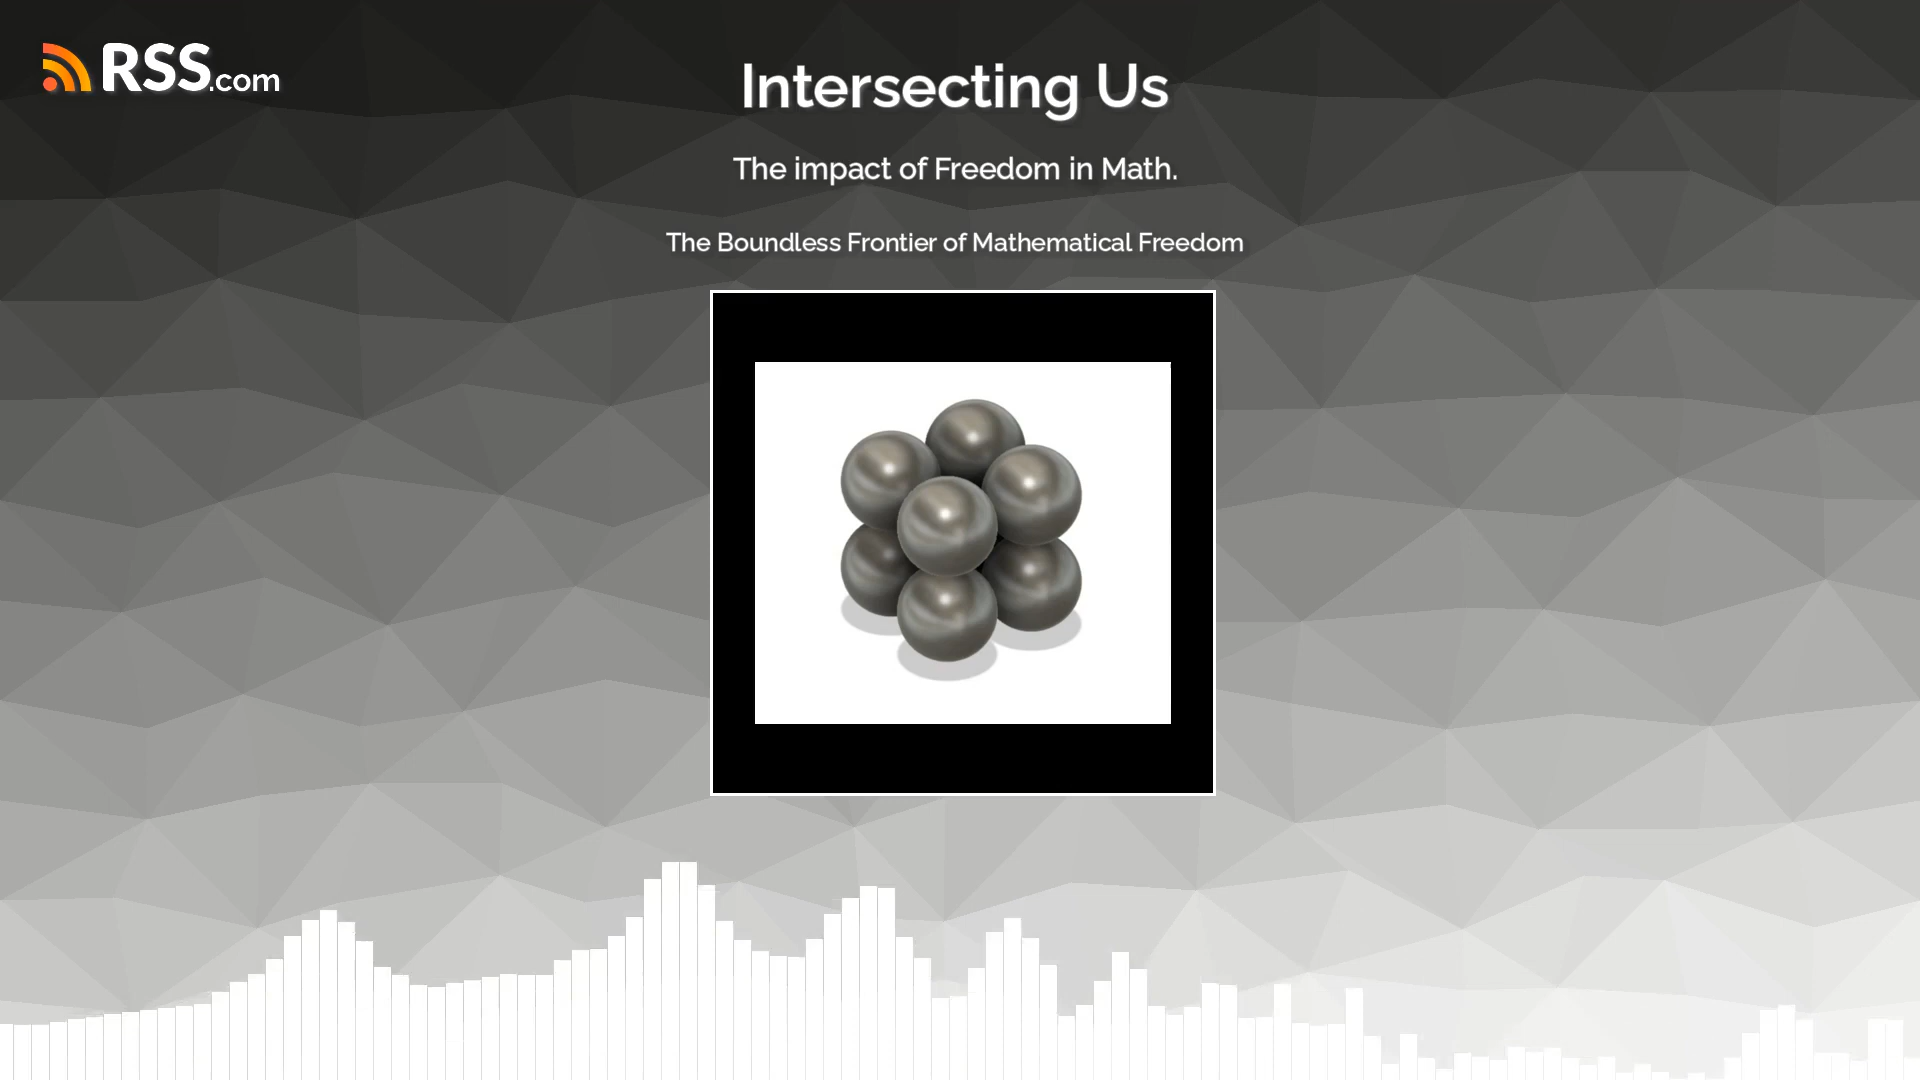 RSS.com
Intersecting Us
The impact of Freedom in Math.
The Boundless Frontier of Mathematical Freedom